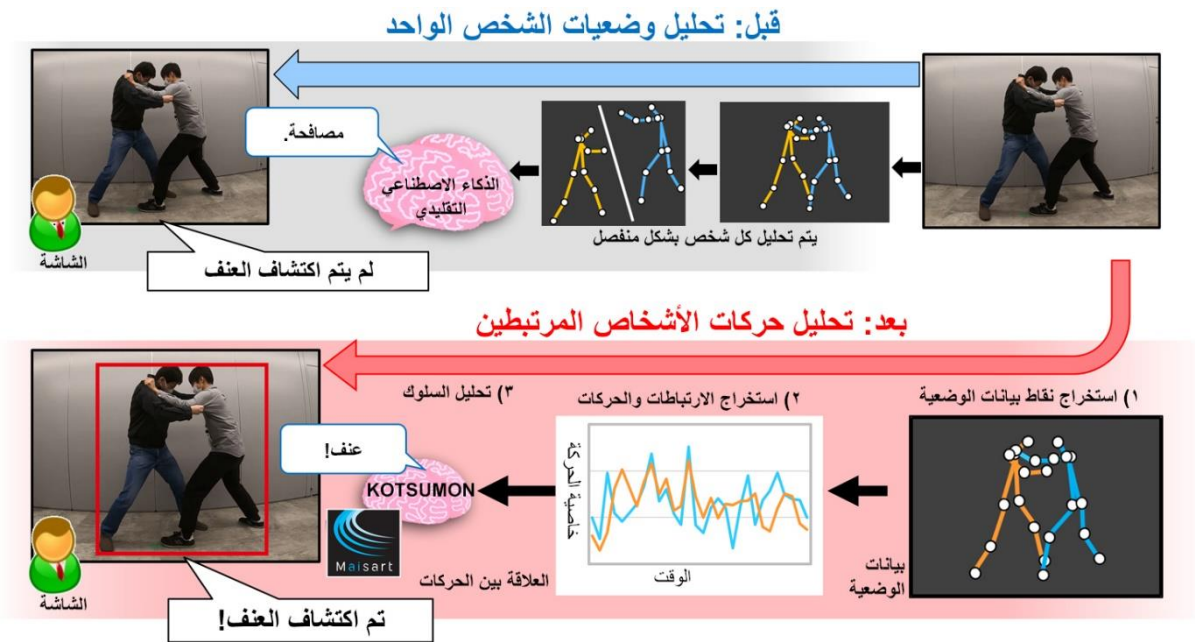 قبل: تحليل وضعيات الشخص الواحد
مصافحة.
الذكاء الاصطناعي
التقليدي
يتم تحليل كل شخص بشكل منفصل
الشاشة
لم يتم اكتشاف العنف
بعد: تحليل حركات الأشخاص المرتبطين
١) استخراج نقاط بيانات الوضعية
٢) استخراج الارتباطات والحركات
٣) تحليل السلوك
عنف!
KOTSUMON
Maisart
خاصية الحركة
الوقت
العلاقة بين الحركات
بيانات
الوضعية
الشاشة
تم اكتشاف العنف!